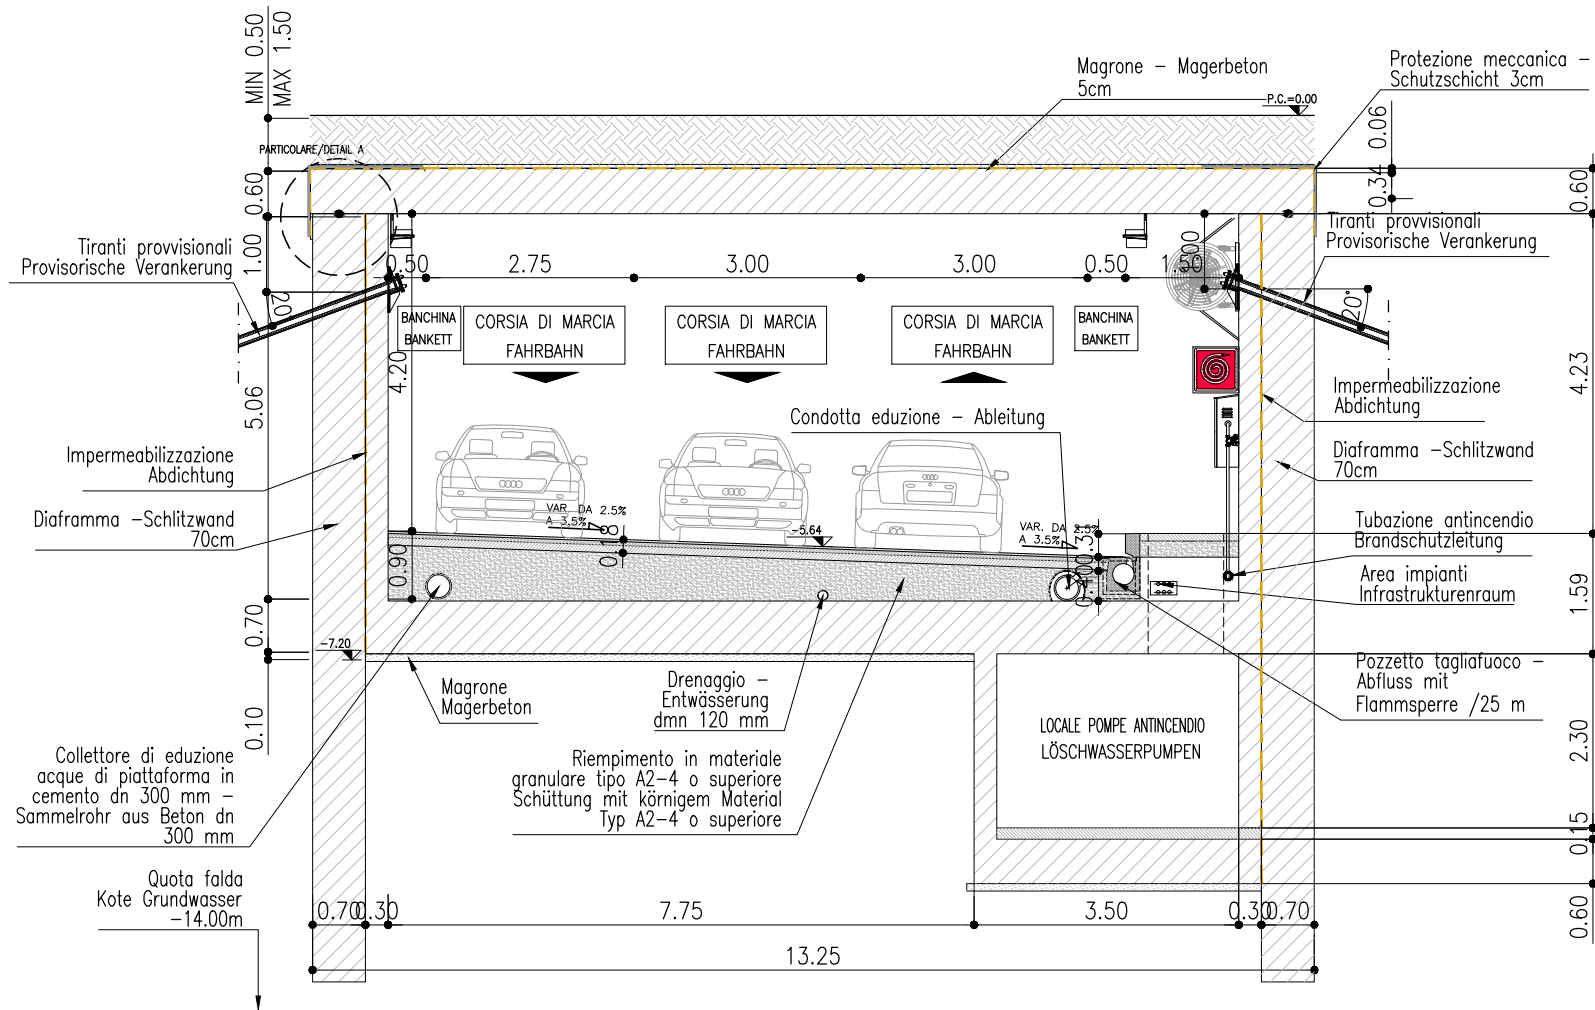 MIN 0.50
MAX 1.50
Magrone - Magerbeton
5cm
Protezione meccanica -
Schutzschicht 3cm
P.C.=0.00
0.06
PARTICOLARE/DETAIL A
0.60
0.34
0.60
Tiranti provvisionali
Provisorische Verankerung
1.00
20°
0.50
2.75
3.00
3.00
0.50
1.50
Tiranti provvisionali
Provisorische Verankerung
20°
BANCHINA
BANKETT
CORSIA DI MARCIA
FAHRBAHN
CORSIA DI MARCIA
FAHRBAHN
CORSIA DI MARCIA
FAHRBAHN
BANCHINA
BANKETT
4.20
5.06
4.23
Condotta eduzione - Ableitung
Impermeabilizzazione
Abdichtung
Impermeabilizzazione
Abdichtung
Diaframma -Schlitzwand
70cm
Diaframma -Schlitzwand
70cm
VAR. DA 2.5%
A 3.5%
0.18
-5.64
VAR. DA 2.5%
A 3.5%
0.35
Tubazione antincendio
Brandschutzleitung
0.90
0.70
Area impianti
Infrastrukturenraum
1.59
-7.20
0.10
Magrone
Magerbeton
Drenaggio -
Entwässerung
dmn 120 mm
Pozzetto tagliafuoco -
Abfluss mit
Flammsperre /25 m
LOCALE POMPE ANTINCENDIO
LÖSCHWASSERPUMPEN
2.30
Collettore di eduzione
acque di piattaforma in
cemento dn 300 mm -
Sammelrohr aus Beton dn
300 mm
Riempimento in materiale
granulare tipo A2-4 o superiore
Schüttung mit körnigem Material
Typ A2-4 o superiore
0.15
Quota falda
Kote Grundwasser
-14.00m
0.60
0.70
0.30
7.75
3.50
0.30
0.70
13.25